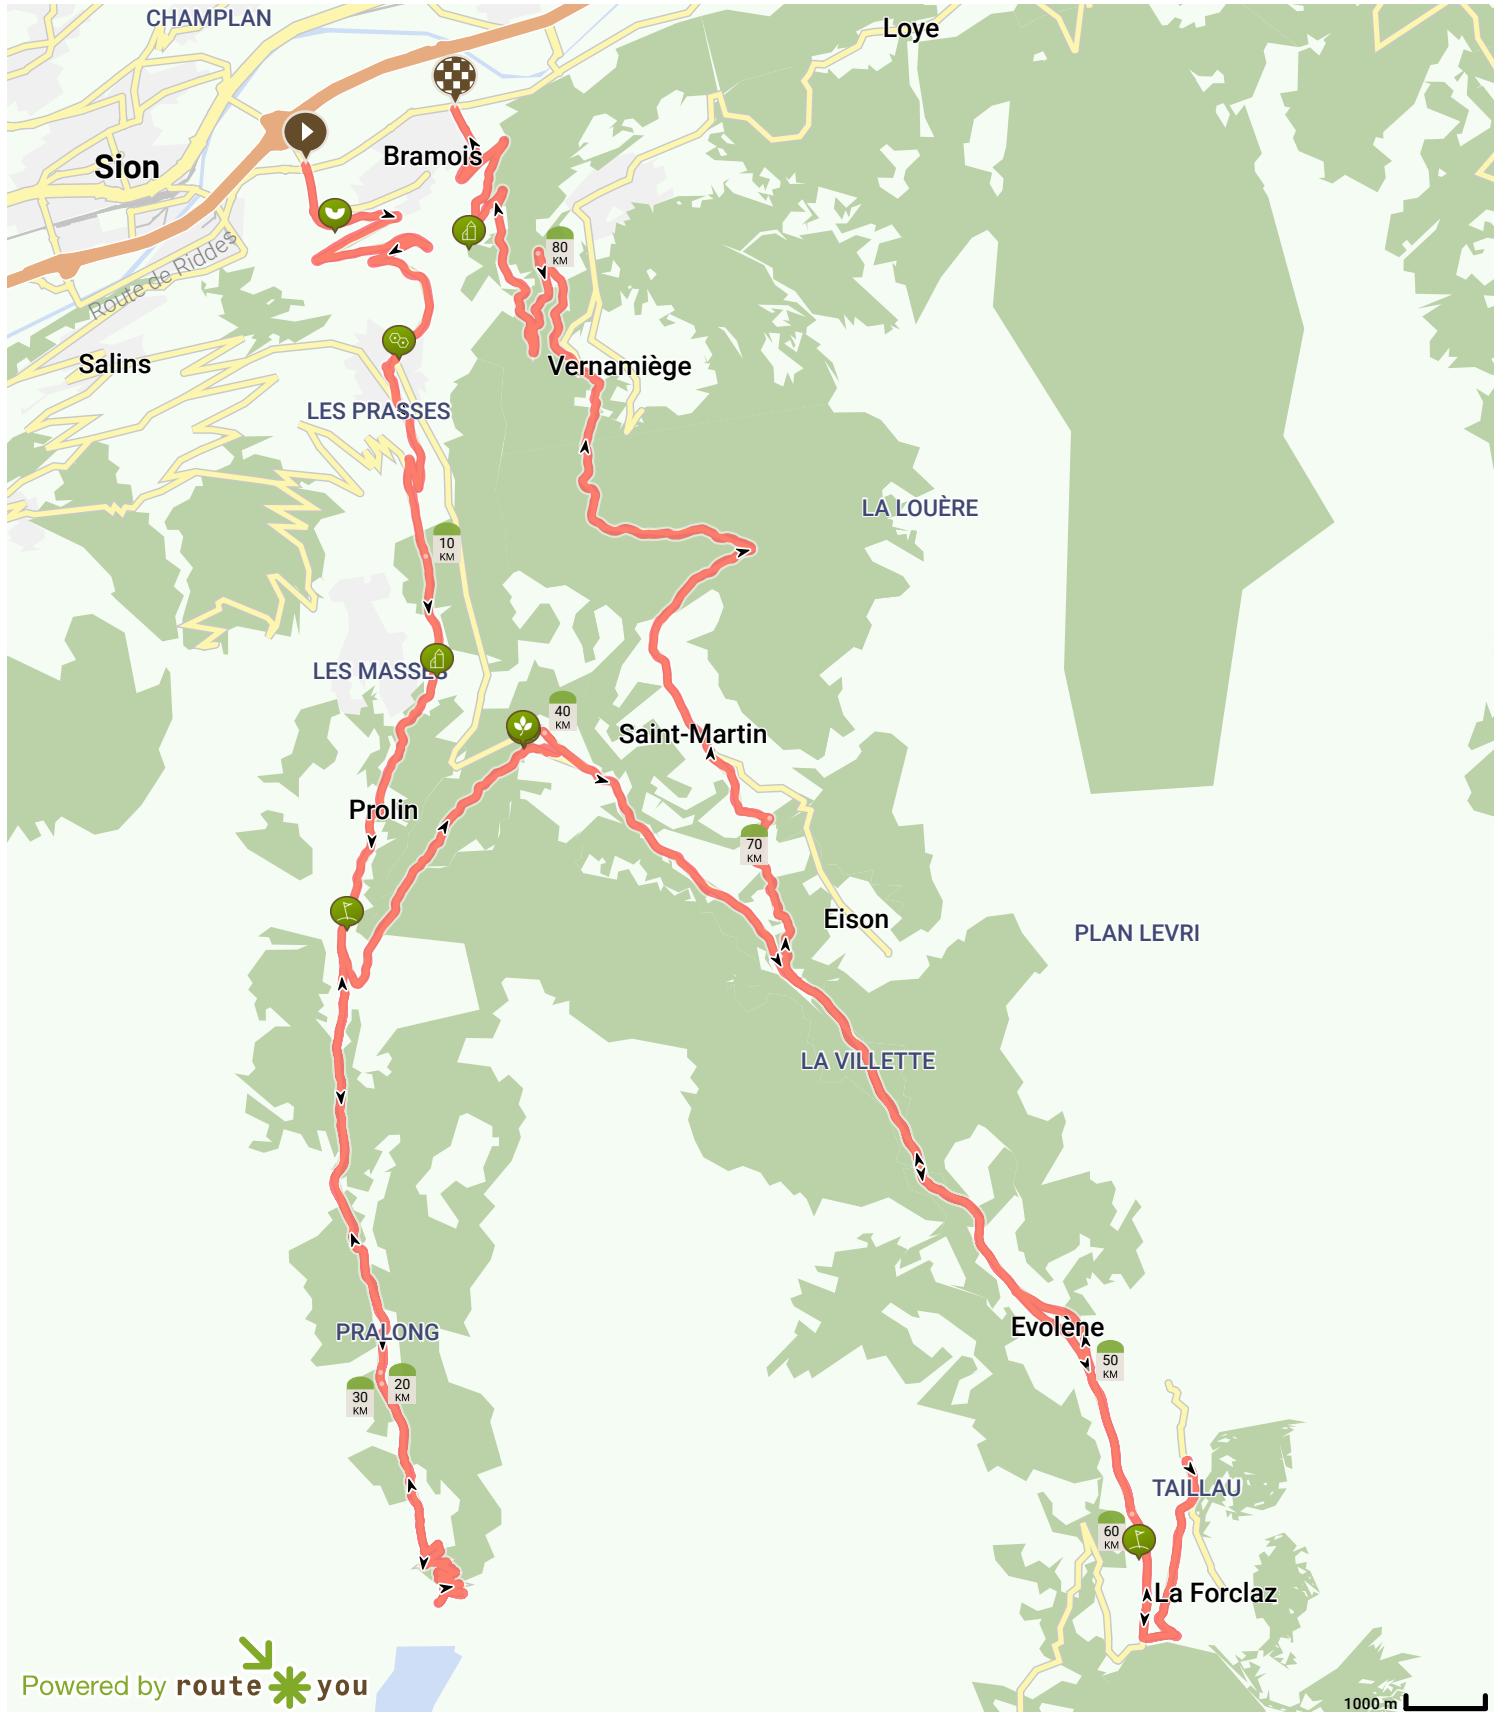 CHAMPLAN
Loye
Bramois
Sion
Route de Riddes
80
KM
Salins
Vernamiège
LES PRASSES
LA LOUÈRE
10
KM
LES MASSES
40
KM
Saint-Martin
Prolin
70
KM
Eison
PLAN LEVRI
LA VILLETTE
Evolène
PRALONG
50
KM
20
KM
30
KM
TAILLAU
60
KM
La Forclaz
Powered by route you
1000 m